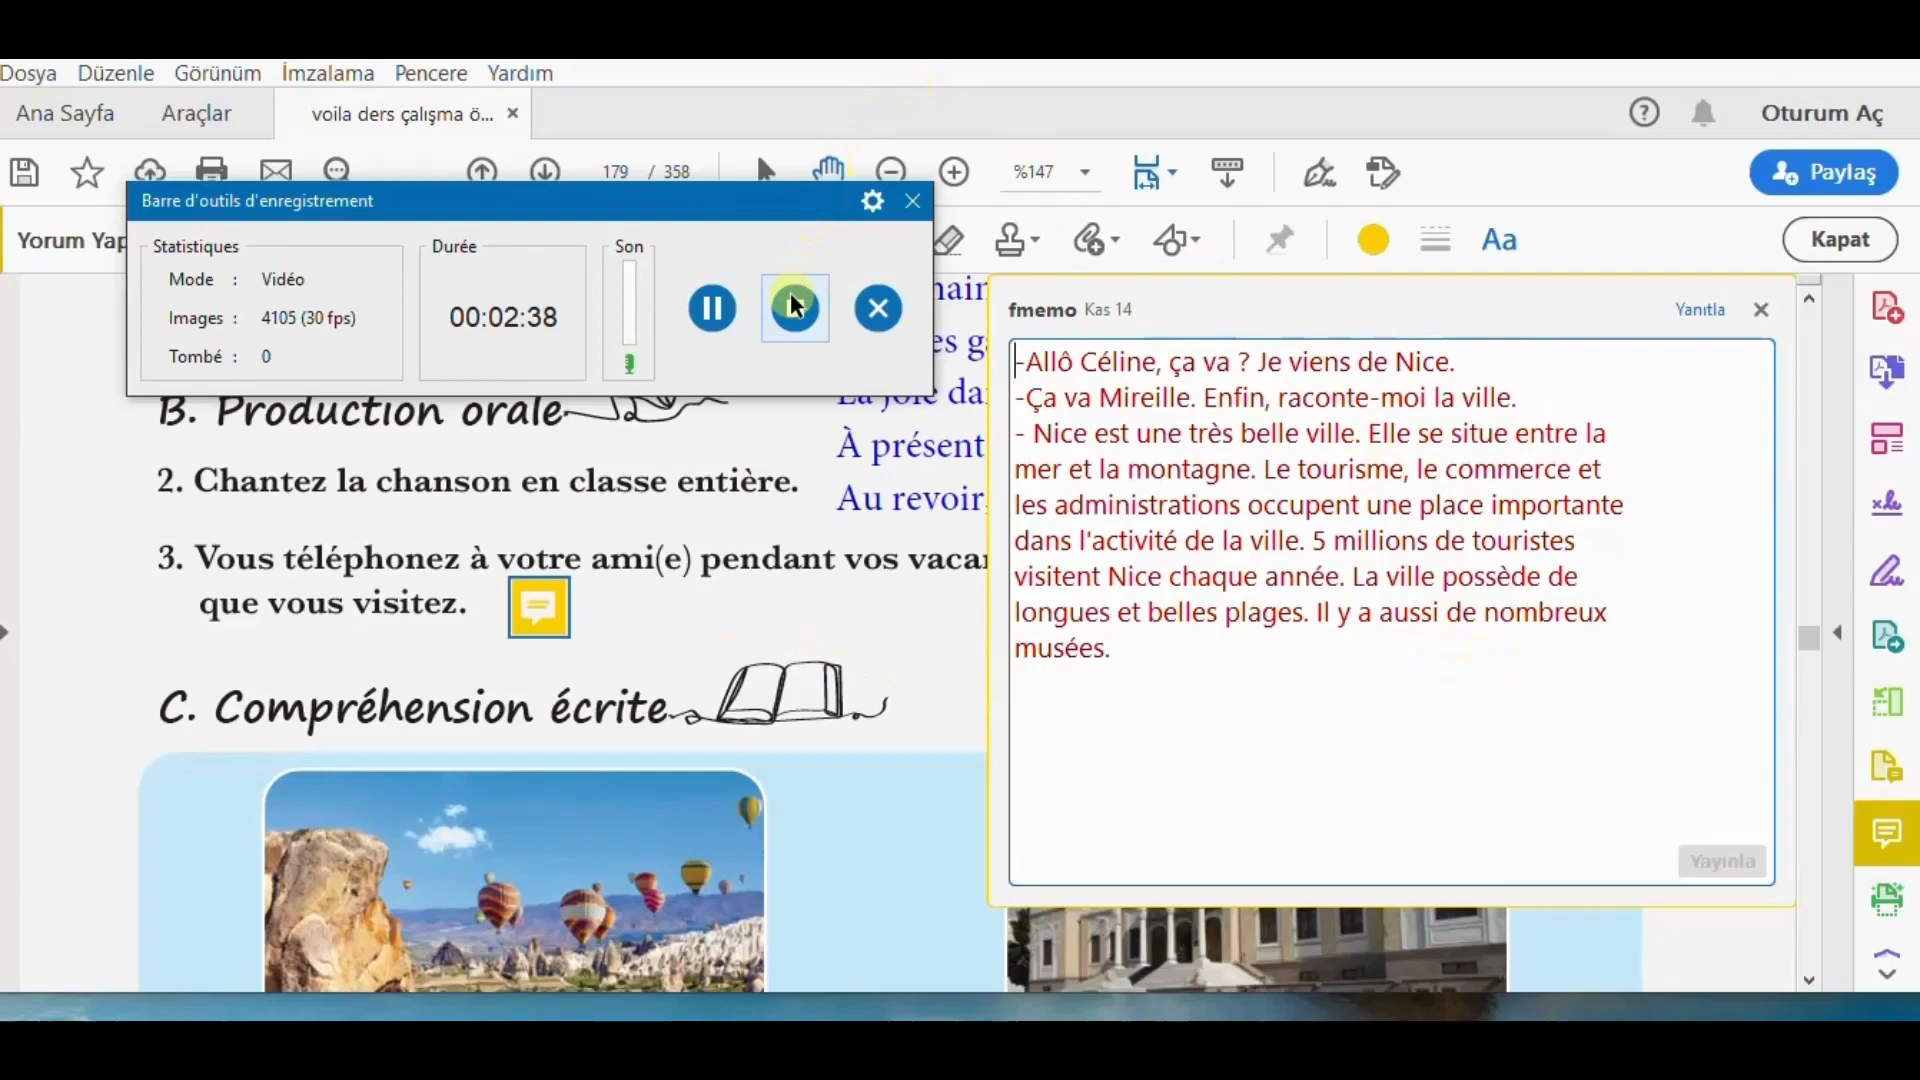 Dosya Düzenle Görünüm İmzalama Pencere Yardım
Ana Sayfa Araçlar voila ders çalışma ö... Oturum Aç
179 / 358 %147 Paylaş
Barre d'outils d'enregistrement
Yorum Yap Aa Kapat
Statistiques Durée Son
Mode : Vidéo
Images : 4105 (30 fps)
00:02:38
Tombé : 0
B. Production orale
La joie
À présent
Au revoir,
2. Chantez la chanson en classe entière.
3. Vous téléphonez à votre ami(e) pendant vos
que vous visitez.
C. Compréhension écrite
fmemo Kas 14 Yanıtla
-Allô Céline, ça va ? Je viens de Nice.
-Ça va Mireille. Enfin, raconte-moi la ville.
- Nice est une très belle ville. Elle se situe entre la
mer et la montagne. Le tourisme, le commerce et
les administrations occupent une place importante
dans l'activité de la ville. 5 millions de touristes
visitent Nice chaque année. La ville possède de
longues et belles plages. Il y a aussi de nombreux
musées.
Yayınla